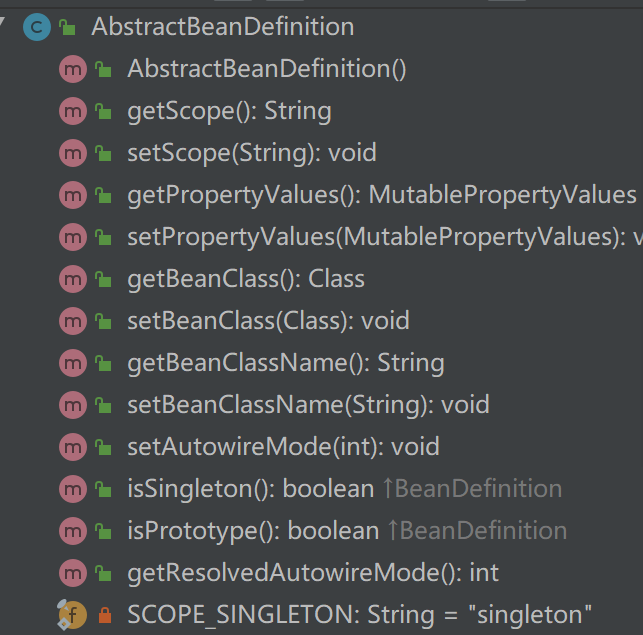 C AbstractBeanDefinition
m AbstractBeanDefinition()
m getScope(): String
m setScope(String): void
m getPropertyValues(): MutablePropertyValues
m setPropertyValues(MutablePropertyValues): v
m getBeanClass(): Class
m setBeanClass(Class): void
m getBeanClassName(): String
m setBeanClassName(String): void
m setAutowireMode(int): void
m isSingleton(): boolean ↑BeanDefinition
m isPrototype(): boolean ↑BeanDefinition
m getResolvedAutowireMode(): int
f SCOPE_SINGLETON: String = "singleton"